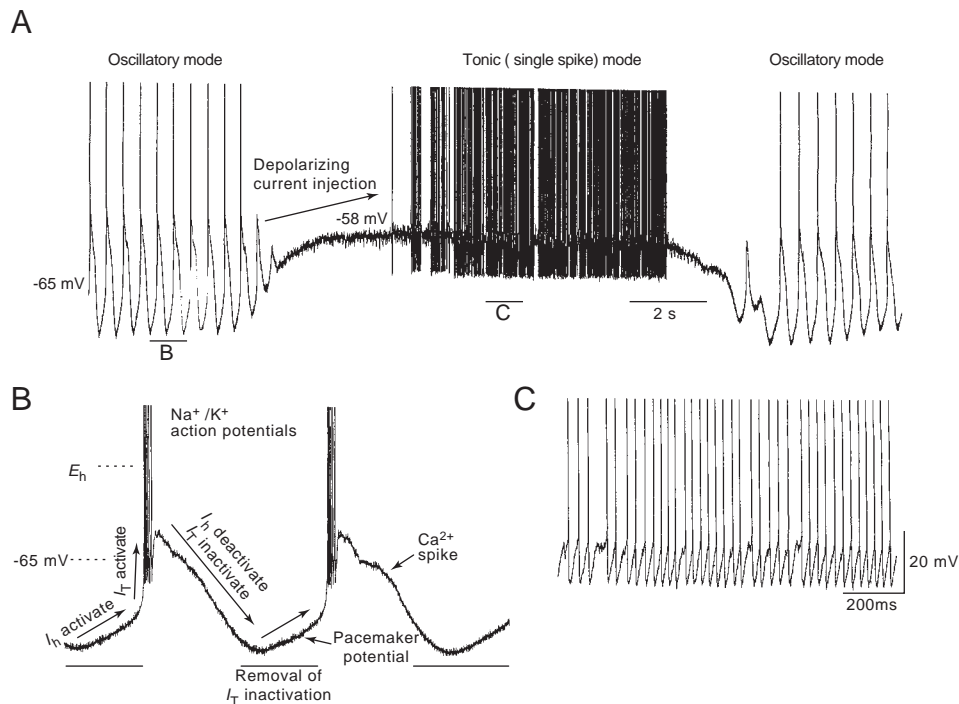 A
Oscillatory mode
Tonic ( single spike) mode
Oscillatory mode
Depolarizing
current injection
-58 mV
-65 mV
B
C
2 s
B
Na+ /K+
action potentials
Eh
-65 mV
Ih activate
IT activate
Ih deactivate
IT inactivate
Ca2+
spike
Pacemaker
potential
Removal of
IT inactivation
C
20 mV
200ms